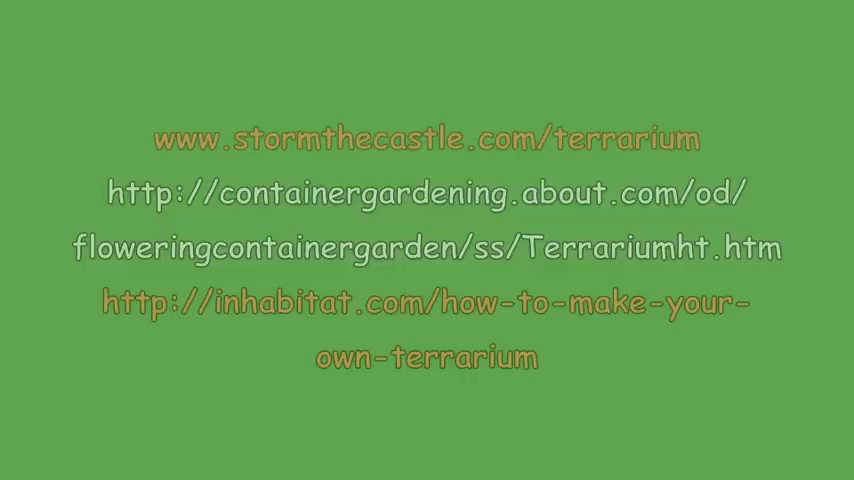 www.stormthecastle.com/terrarium
http://containergardening.about.com/od/
floweringcontainergarden/ss/Terrariumht.htm
http://inhabitat.com/how-to-make-your-
own-terrarium